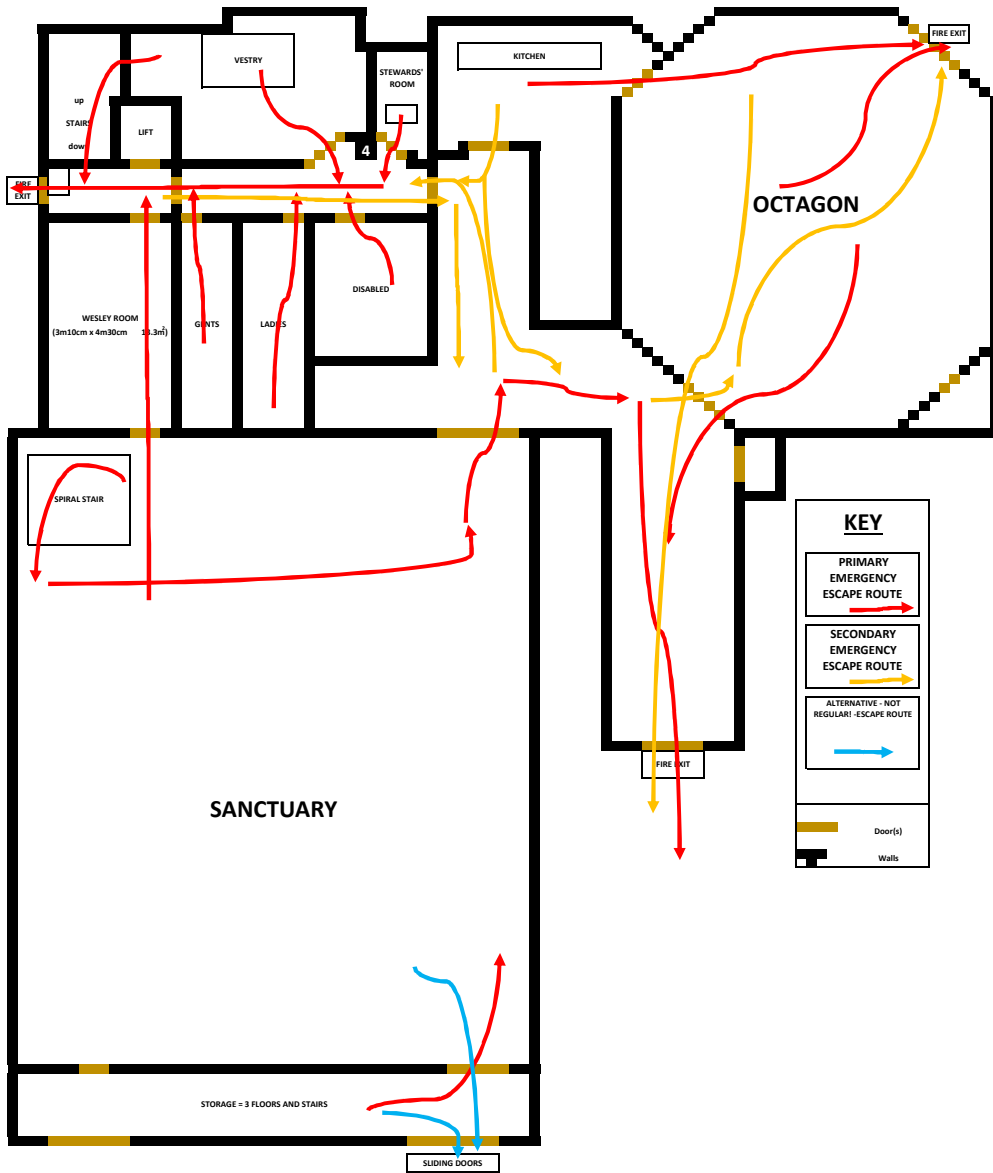 FIRE EXIT
VESTRY
KITCHEN
STEWARDS'
ROOM
up
STAIRS
down
LIFT
4
FIRE
EXIT
OCTAGON
DISABLED
WESLEY ROOM
(3m10cm x 4m30cm 13.3m²)
GENTS
LADIES
SPIRAL STAIR
KEY
PRIMARY
EMERGENCY
ESCAPE ROUTE
SECONDARY
EMERGENCY
ESCAPE ROUTE
ALTERNATIVE - NOT
REGULAR! -ESCAPE ROUTE
Door(s)
Walls
FIRE EXIT
SANCTUARY
STORAGE = 3 FLOORS AND STAIRS
SLIDING DOORS